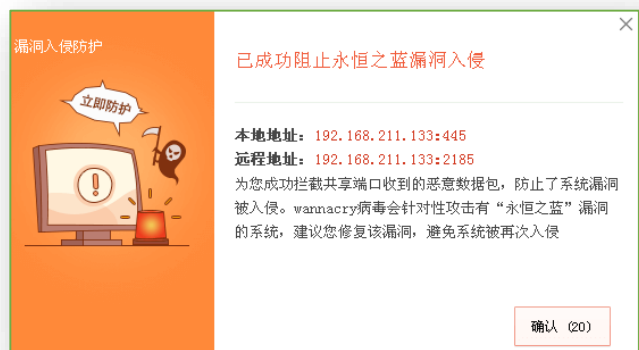 漏洞入侵防护
立即防护
已成功阻止永恒之蓝漏洞入侵
本地地址：192.168.211.133:445
远程地址：192.168.211.133:2185
为您成功拦截共享端口收到的恶意数据包，防止了系统漏洞
被入侵。wannacry病毒会针对性攻击有“永恒之蓝”漏洞
的系统，建议您修复该漏洞，避免系统被再次入侵
确认 (20)